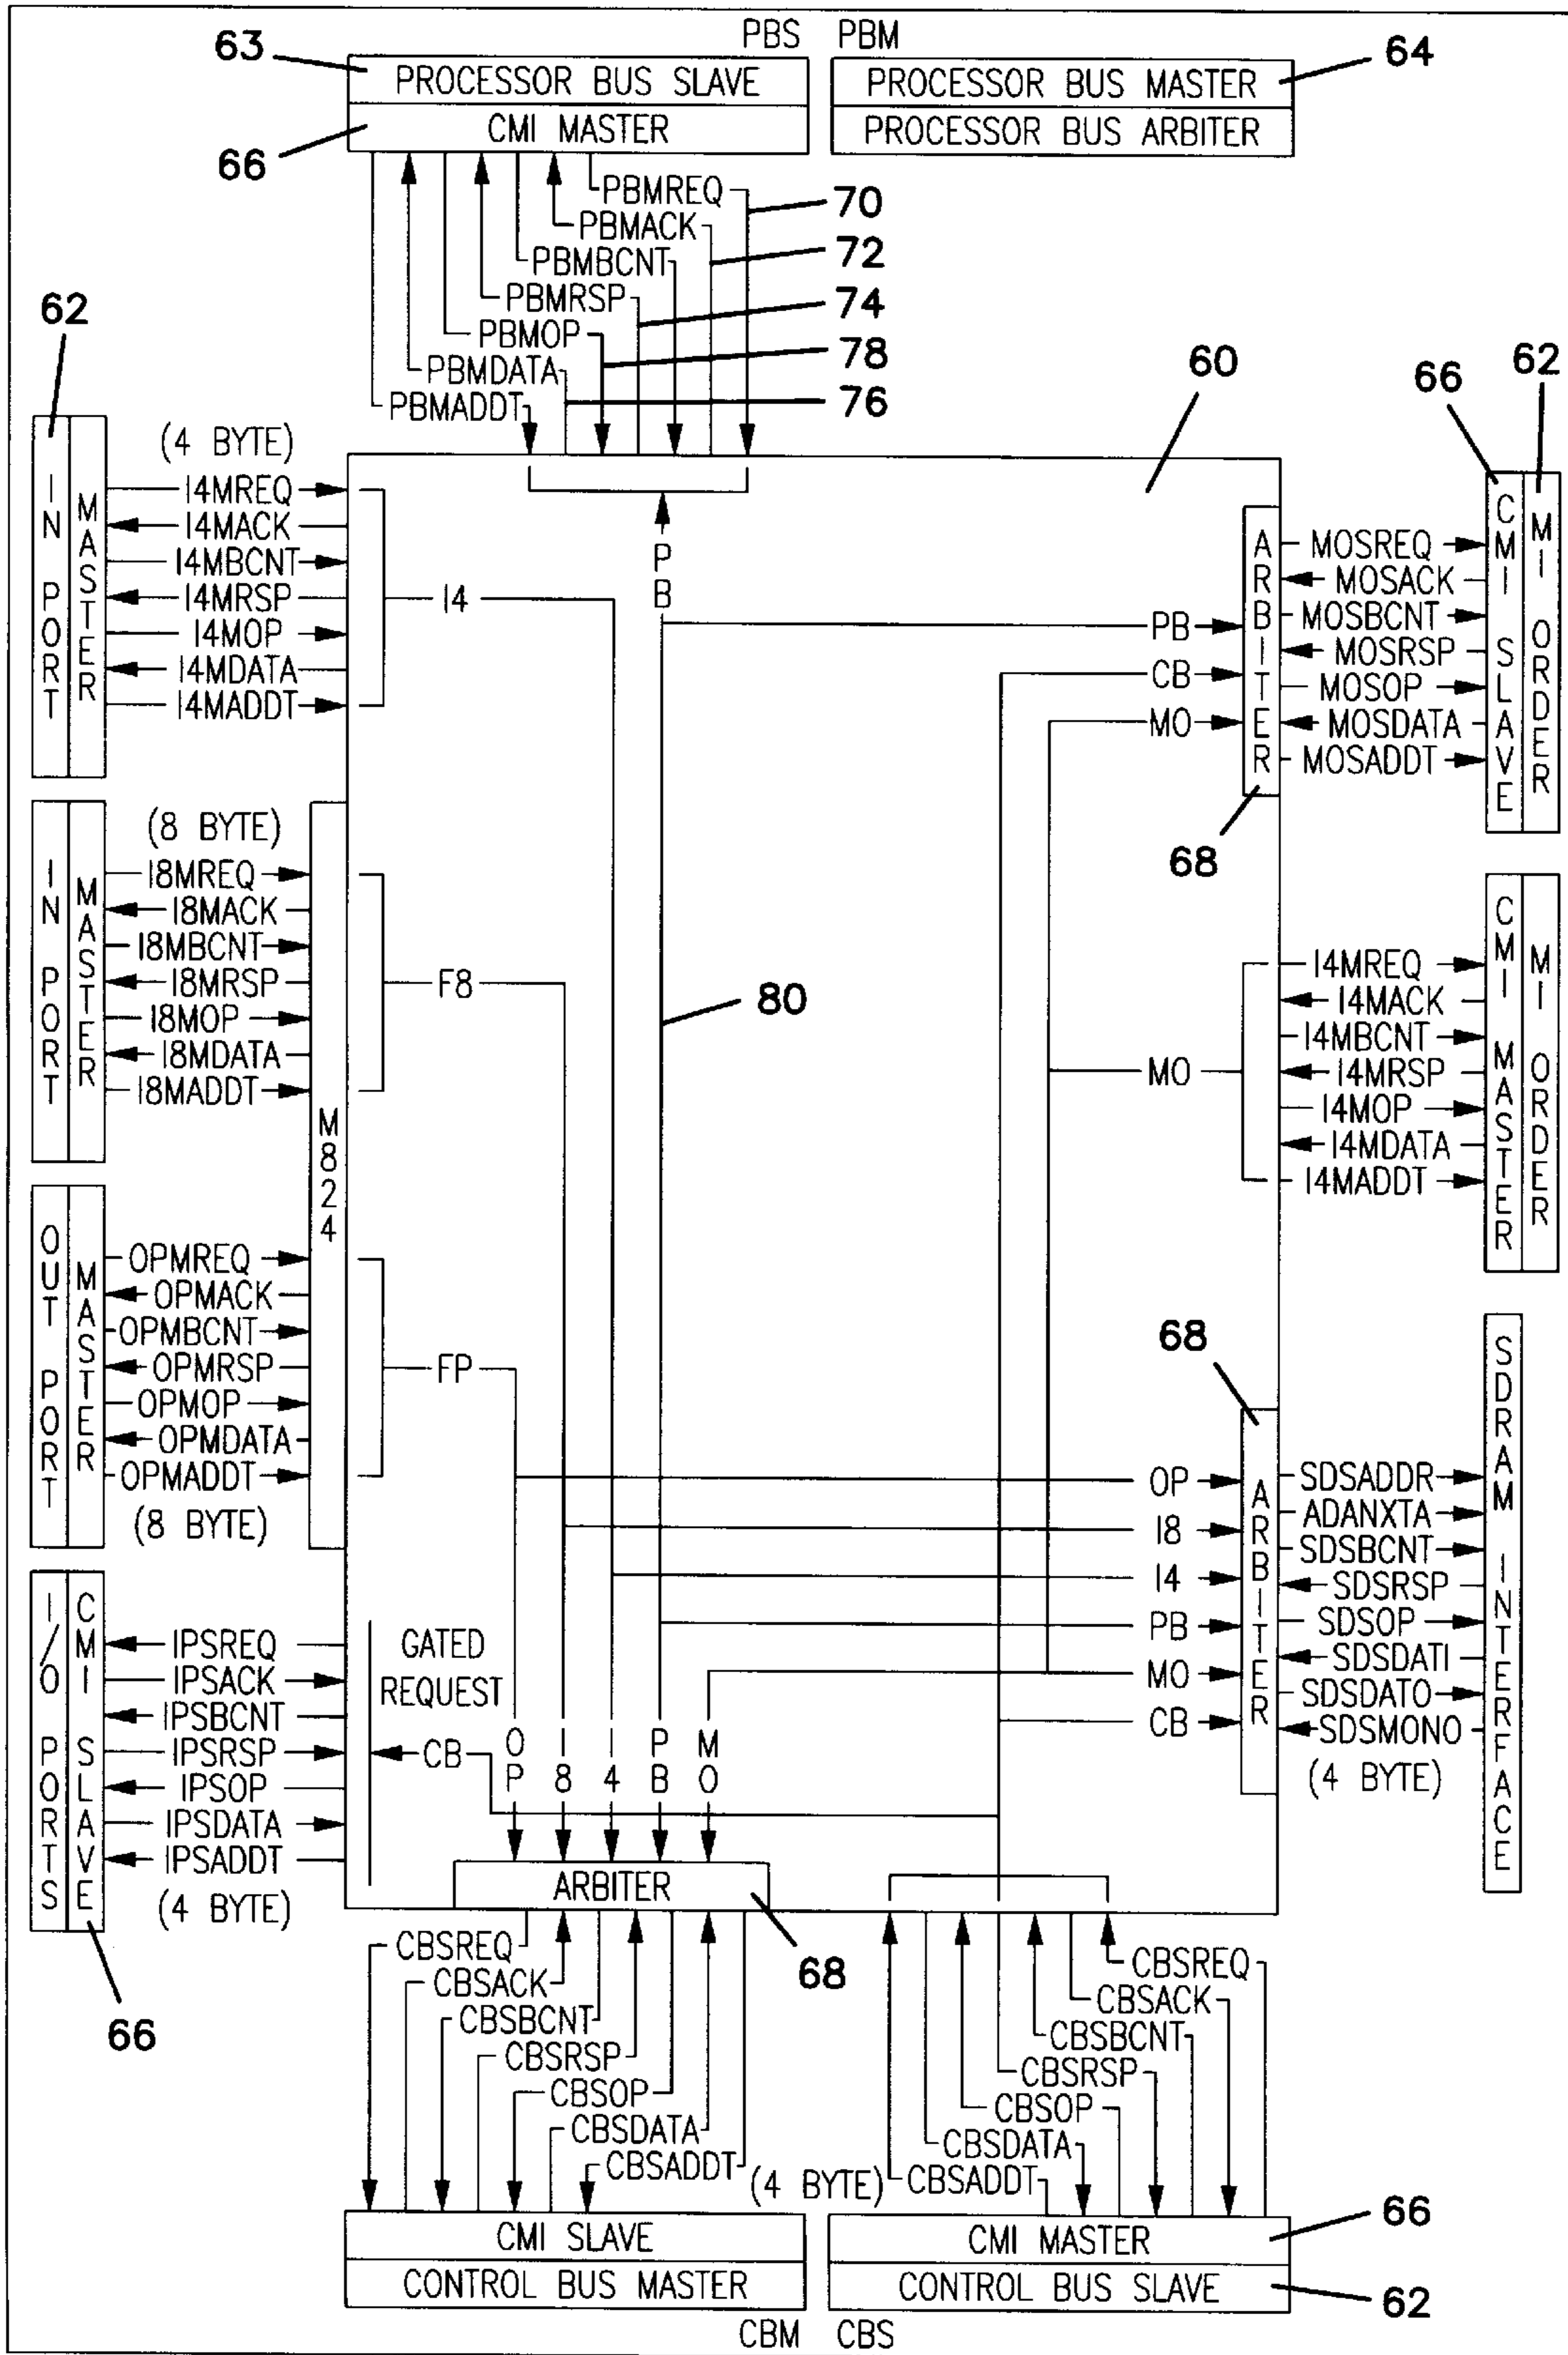 PBS PBM
63
PROCESSOR BUS SLAVE
CMI MASTER
66
PROCESSOR BUS MASTER
PROCESSOR BUS ARBITER
64
PBMREQ
PBMACK
PBMBCNT
PBMRSP
PBMOP
PBMDATA
PBMADDT
70
72
74
78
76
62
IN PORT
MASTER
(4 BYTE)
I4MREQ
I4MACK
I4MBCNT
I4MRSP
I4MOP
I4MDATA
I4MADDT
I4
PB
60
66
62
ARBITER
PB
CB
MO
68
MOSREQ
MOSACK
MOSBCNT
MOSRSP
MOSOP
MOSDATA
MOSADDT
CMI SLAVE
MI ORDER
IN PORT
MASTER
(8 BYTE)
I8MREQ
I8MACK
I8MBCNT
I8MRSP
I8MOP
I8MDATA
I8MADDT
F8
M824
80
MO
I4MREQ
I4MACK
I4MBCNT
I4MRSP
I4MOP
I4MDATA
I4MADDT
CMI MASTER
MI ORDER
OUT PORT
MASTER
OPMREQ
OPMACK
OPMBCNT
OPMRSP
OPMOP
OPMDATA
OPMADDT
(8 BYTE)
FP
68
OP
I8
I4
PB
MO
CB
ARBITER
SDSADDR
ADANXTA
SDSBCNT
SDSRSP
SDSOP
SDSDATI
SDSDATO
SDSMONO
(4 BYTE)
SDRAM INTERFACE
I/O PORTS
CMI SLAVE
IPSREQ
IPSACK
IPSBCNT
IPSRSP
IPSOP
IPSDATA
IPSADDT
(4 BYTE)
66
GATED
REQUEST
CB
OP
8
4
PB
MO
ARBITER
68
CBSREQ
CBSACK
CBSBCNT
CBSRSP
CBSOP
CBSDATA
CBSADDT
(4 BYTE)
CBSREQ
CBSACK
CBSBCNT
CBSRSP
CBSOP
CBSDATA
CBSADDT
CMI SLAVE
CONTROL BUS MASTER
CMI MASTER
CONTROL BUS SLAVE
66
62
CBM CBS